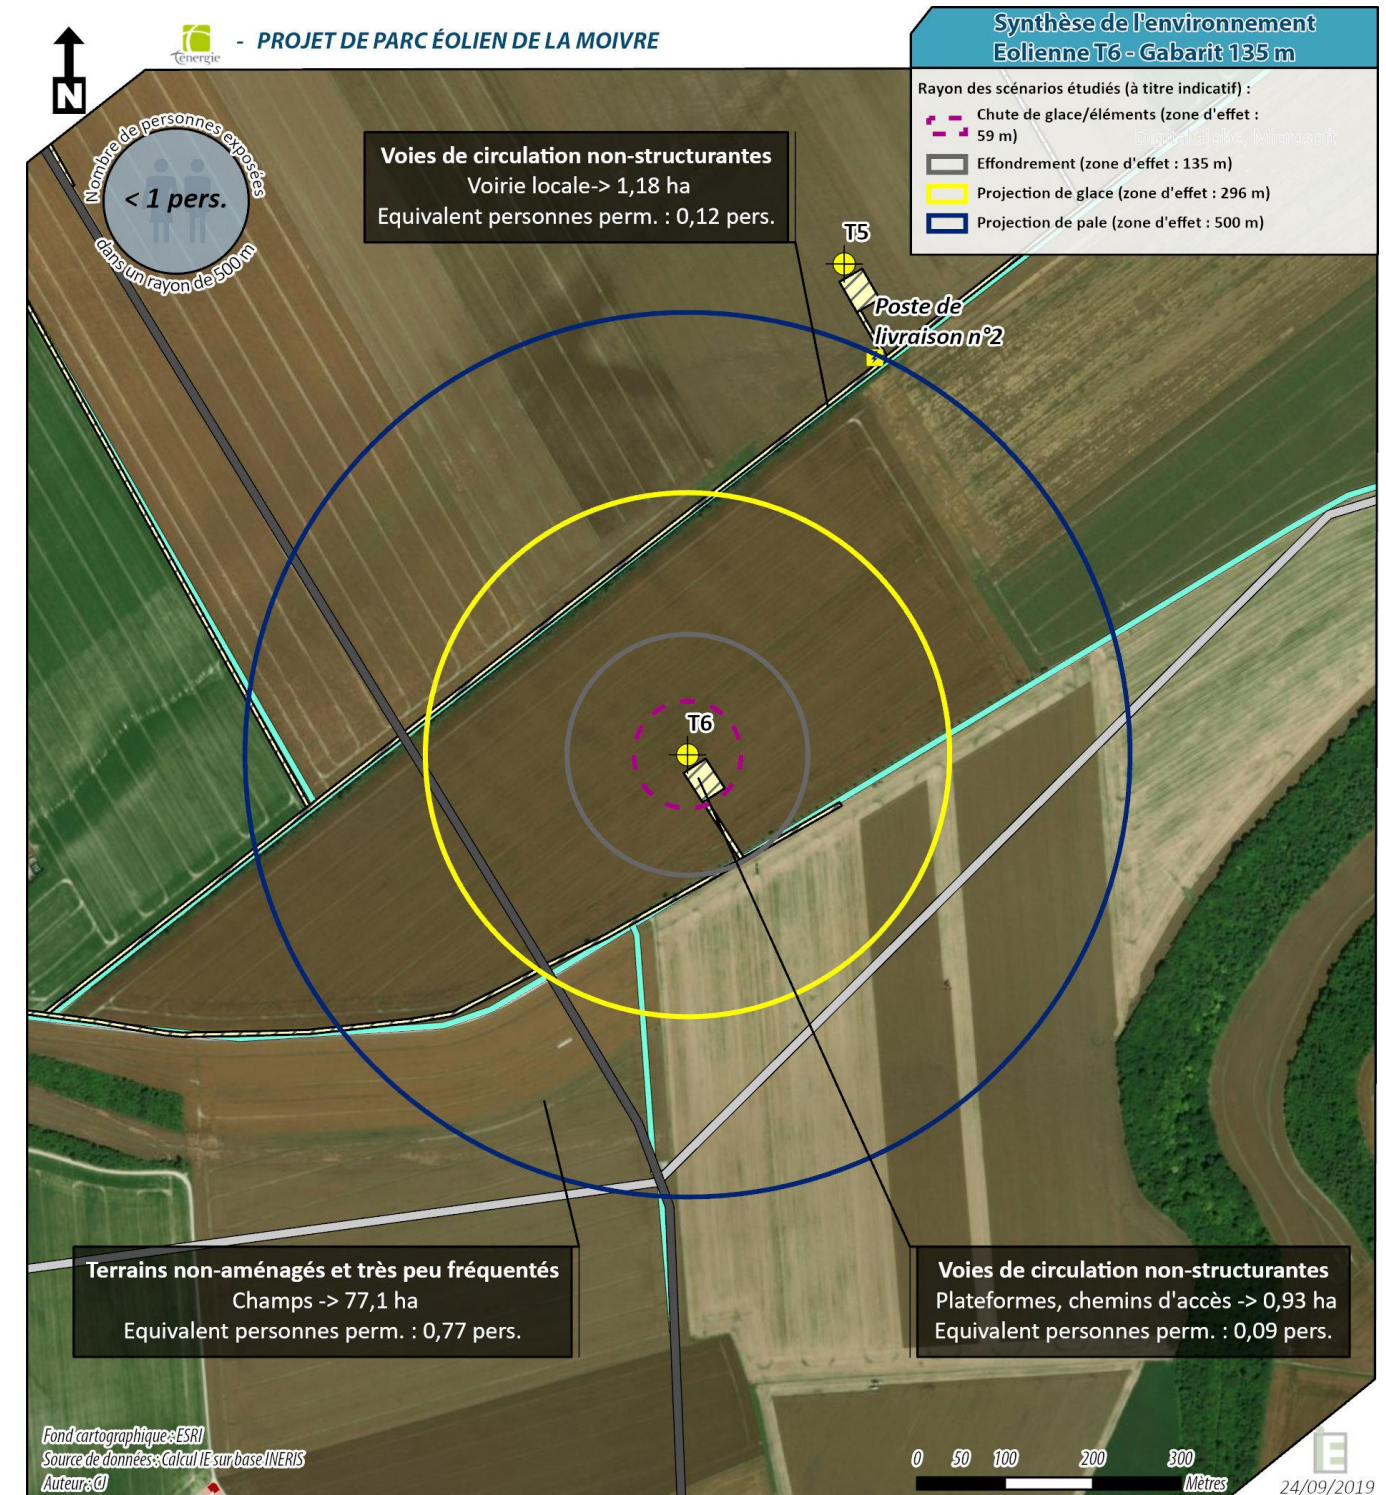 Ténergie
- PROJET DE PARC ÉOLIEN DE LA MOIVRE
Synthèse de l'environnement
Eolienne T6 - Gabarit 135 m
Rayon des scénarios étudiés (à titre indicatif) :
Chute de glace/éléments (zone d'effet :
59 m)
Effondrement (zone d'effet : 135 m)
Projection de glace (zone d'effet : 296 m)
Projection de pale (zone d'effet : 500 m)
N
Nombre de personnes exposées
< 1 pers.
dans un rayon de 500 m
Voies de circulation non-structurantes
Voirie locale-> 1,18 ha
Equivalent personnes perm. : 0,12 pers.
T5
Poste de
livraison n°2
T6
Terrains non-aménagés et très peu fréquentés
Champs -> 77,1 ha
Equivalent personnes perm. : 0,77 pers.
Voies de circulation non-structurantes
Plateformes, chemins d'accès -> 0,93 ha
Equivalent personnes perm. : 0,09 pers.
Fond cartographique : ESRI
Source de données : Calcul IE sur base INERIS
Auteur : CJ
0 50 100 200 300
Mètres
IE
24/09/2019